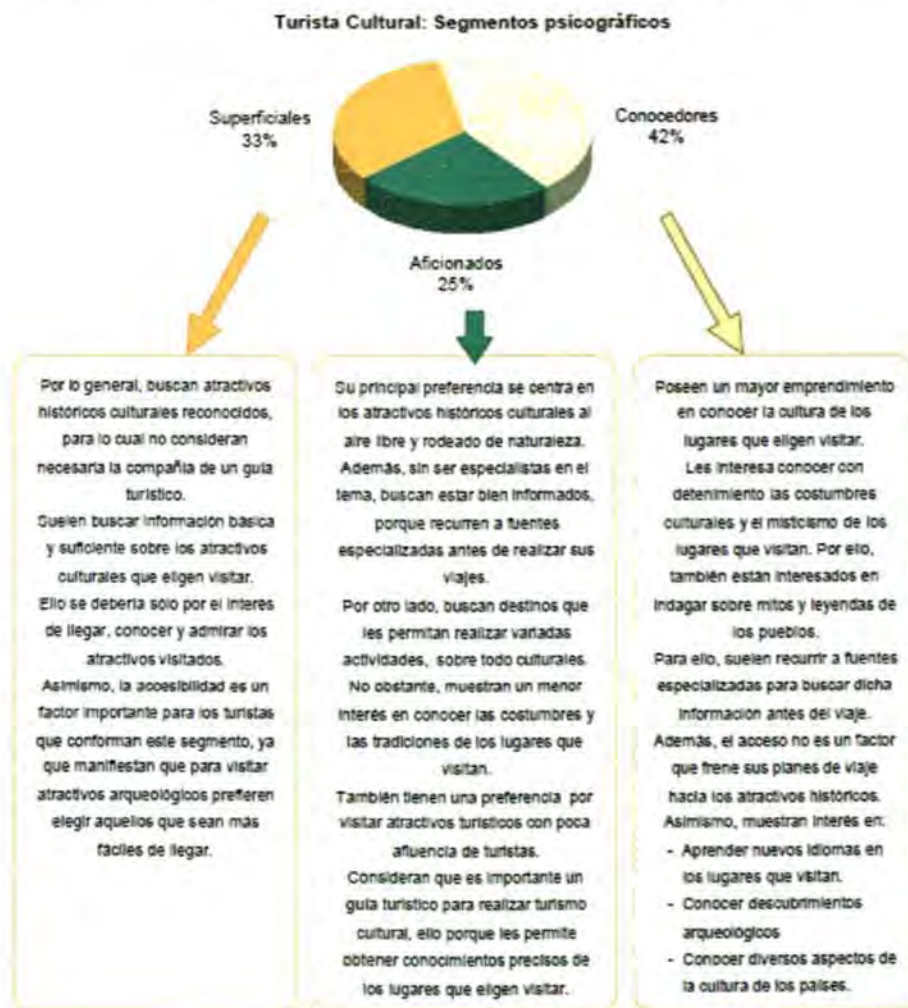 Turista Cultural: Segmentos psicográficos
Superficiales
33%
Conocedores
42%
Aficionados
25%
Por lo general, buscan atractivos
históricos culturales reconocidos,
para lo cual no consideran
necesaria la compañía de un guía
turístico.
Suelen buscar información básica
y suficiente sobre los atractivos
culturales que eligen visitar.
Ello se debería sólo por el interés
de llegar, conocer y admirar los
atractivos visitados.
Asimismo, la accesibilidad es un
factor importante para los turistas
que conforman este segmento, ya
que manifiestan que para visitar
atractivos arqueológicos prefieren
elegir aquellos que sean más
fáciles de llegar.
Su principal preferencia se centra en
los atractivos históricos culturales al
aire libre y rodeado de naturaleza.
Además, sin ser especialistas en el
tema, buscan estar bien informados,
porque recurren a fuentes
especializadas antes de realizar sus
viajes.
Por otro lado, buscan destinos que
les permitan realizar variadas
actividades, sobre todo culturales.
No obstante, muestran un menor
interés en conocer las costumbres y
las tradiciones de los lugares que
visitan.
También tienen una preferencia por
visitar atractivos turísticos con poca
afluencia de turistas.
Consideran que es importante un
guía turístico para realizar turismo
cultural, ello porque les permite
obtener conocimientos precisos de
los lugares que eligen visitar.
Poseen un mayor emprendimiento
en conocer la cultura de los
lugares que eligen visitar.
Les interesa conocer con
detenimiento las costumbres
culturales y el misticismo de los
lugares que visitan. Por ello,
también están interesados en
indagar sobre mitos y leyendas de
los pueblos.
Para ello, suelen recurrir a fuentes
especializadas para buscar dicha
información antes del viaje.
Además, el acceso no es un factor
que frene sus planes de viaje
hacia los atractivos históricos.
Asimismo, muestran interés en:
- Aprender nuevos idiomas en
los lugares que visitan.
- Conocer descubrimientos
arqueológicos
- Conocer diversos aspectos de
la cultura de los países.